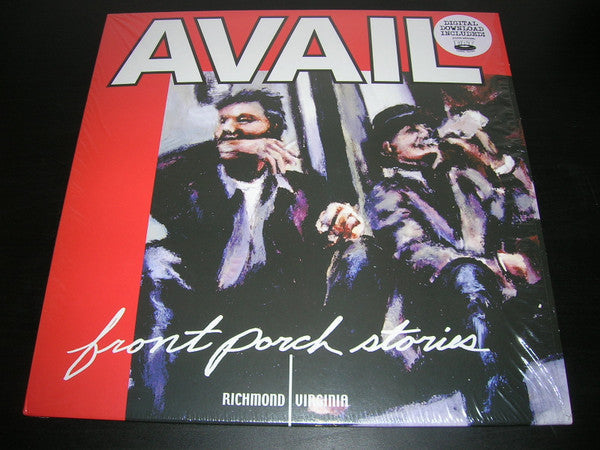 AVAIL
DIGITAL
DOWNLOAD
INCLUDED!
front porch stories
RICHMOND VIRGINIA